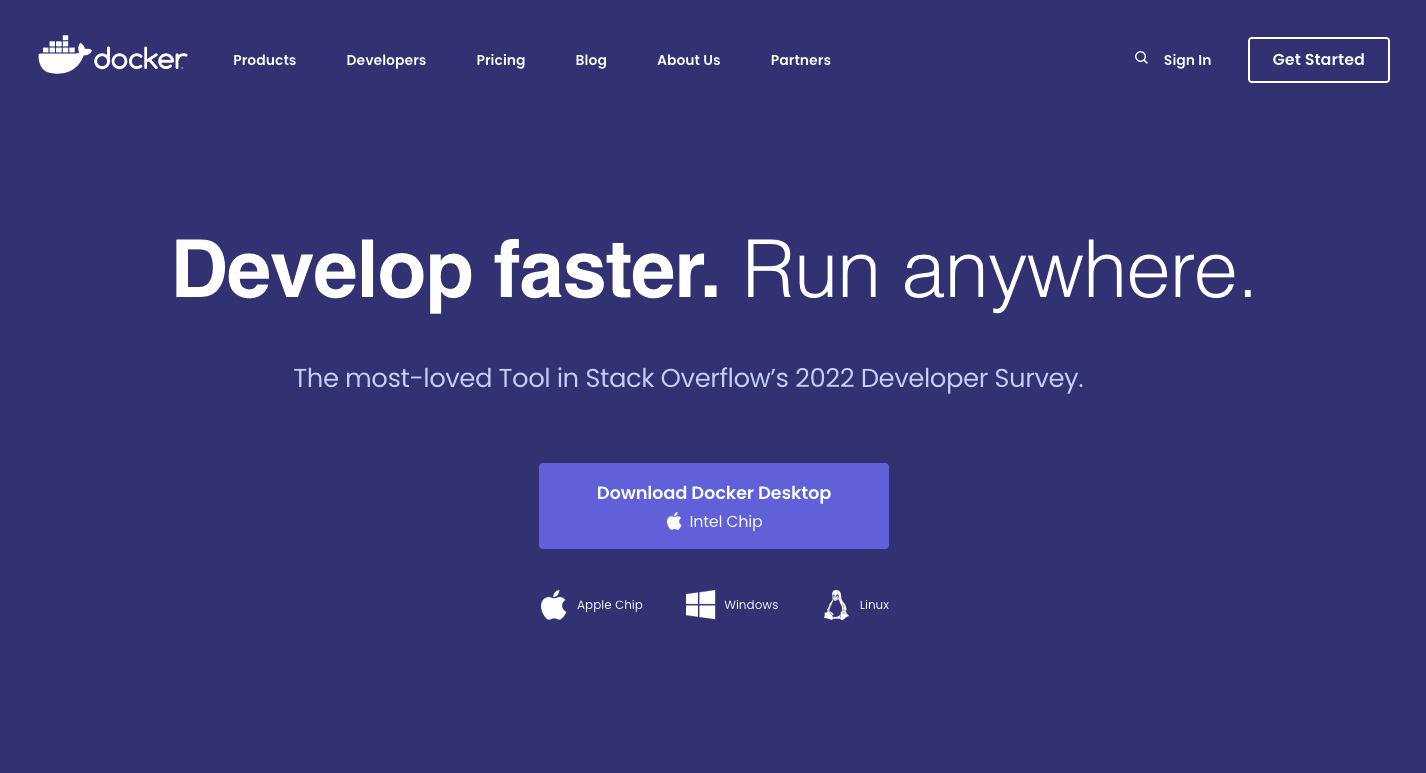 docker
Products Developers Pricing Blog About Us Partners Sign In Get Started
Develop faster. Run anywhere.
The most-loved Tool in Stack Overflow’s 2022 Developer Survey.
Download Docker Desktop
Intel Chip
Apple Chip Windows Linux